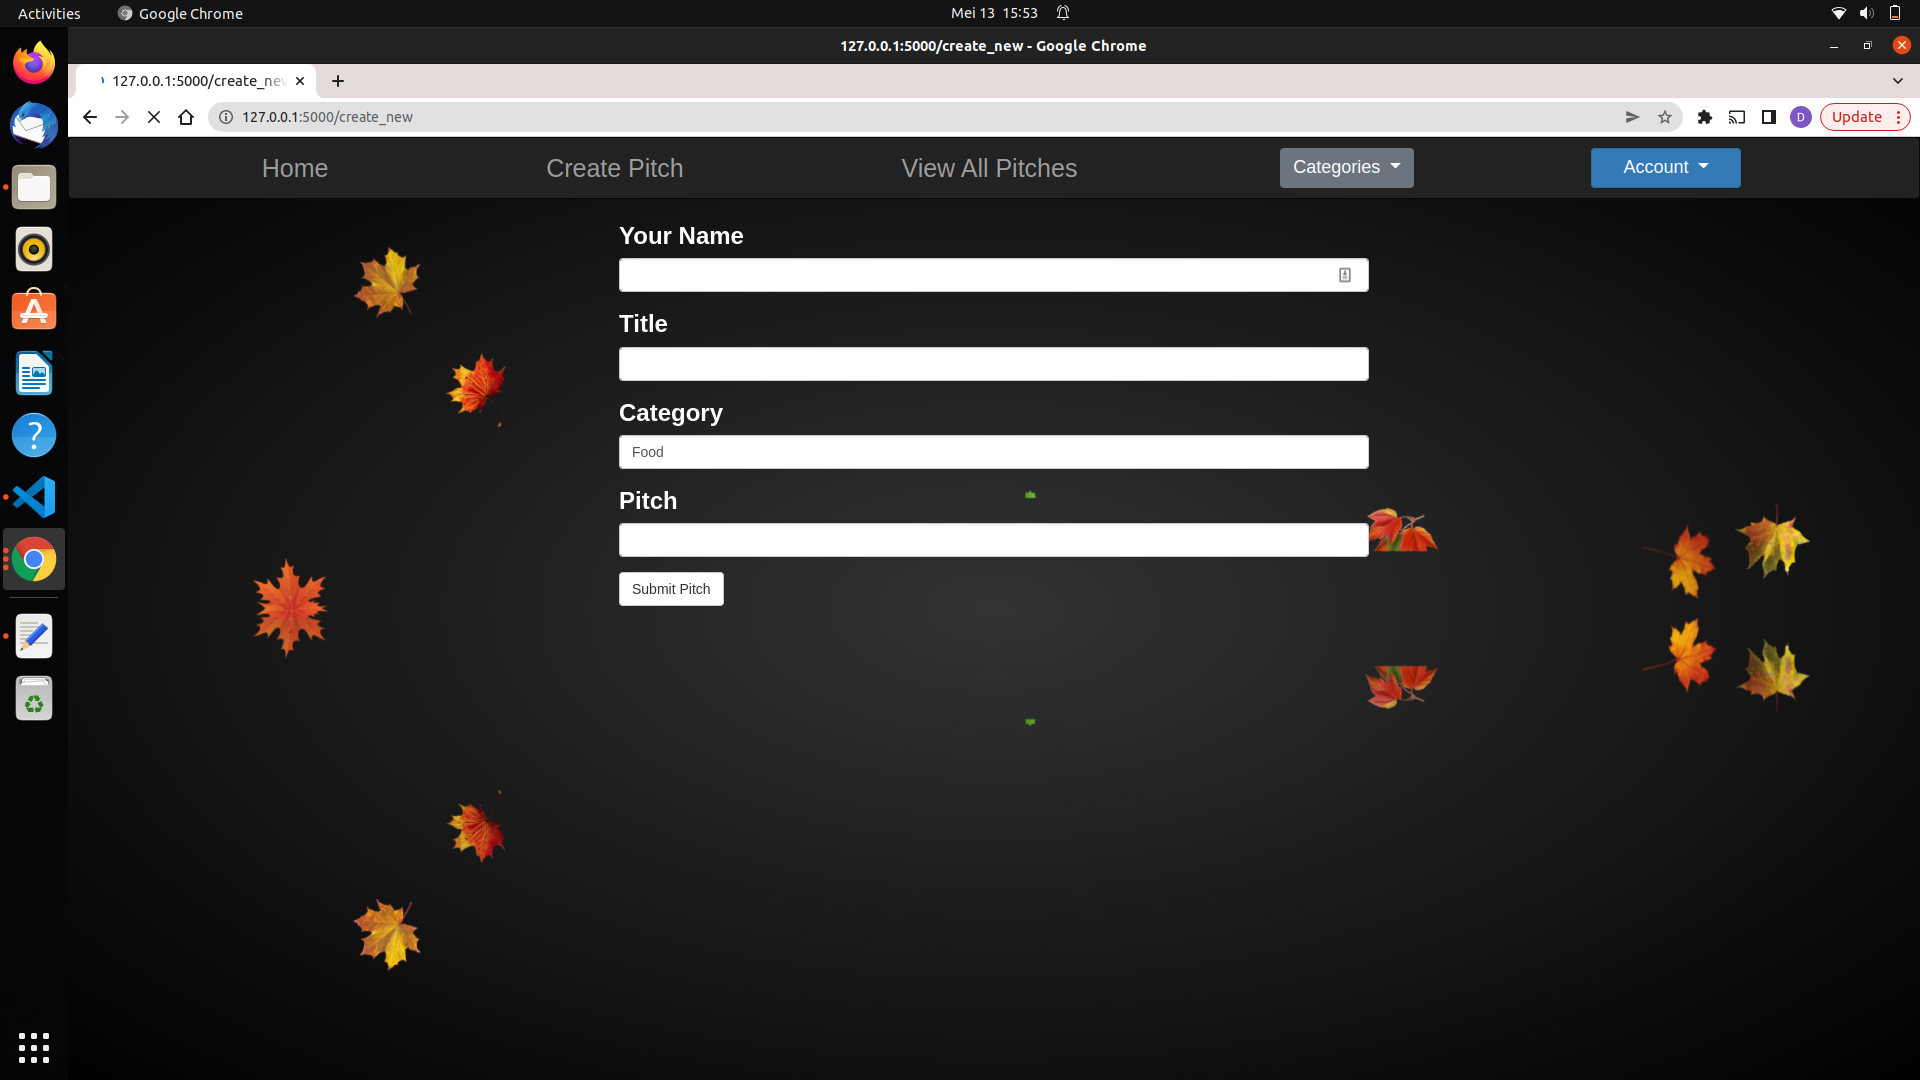 Activities Google Chrome Mei 13 15:53
127.0.0.1:5000/create_new - Google Chrome
127.0.0.1:5000/create_nev
127.0.0.1:5000/create_new D Update
Home Create Pitch View All Pitches Categories Account
Your Name
Title
Category
Food
Pitch
Submit Pitch